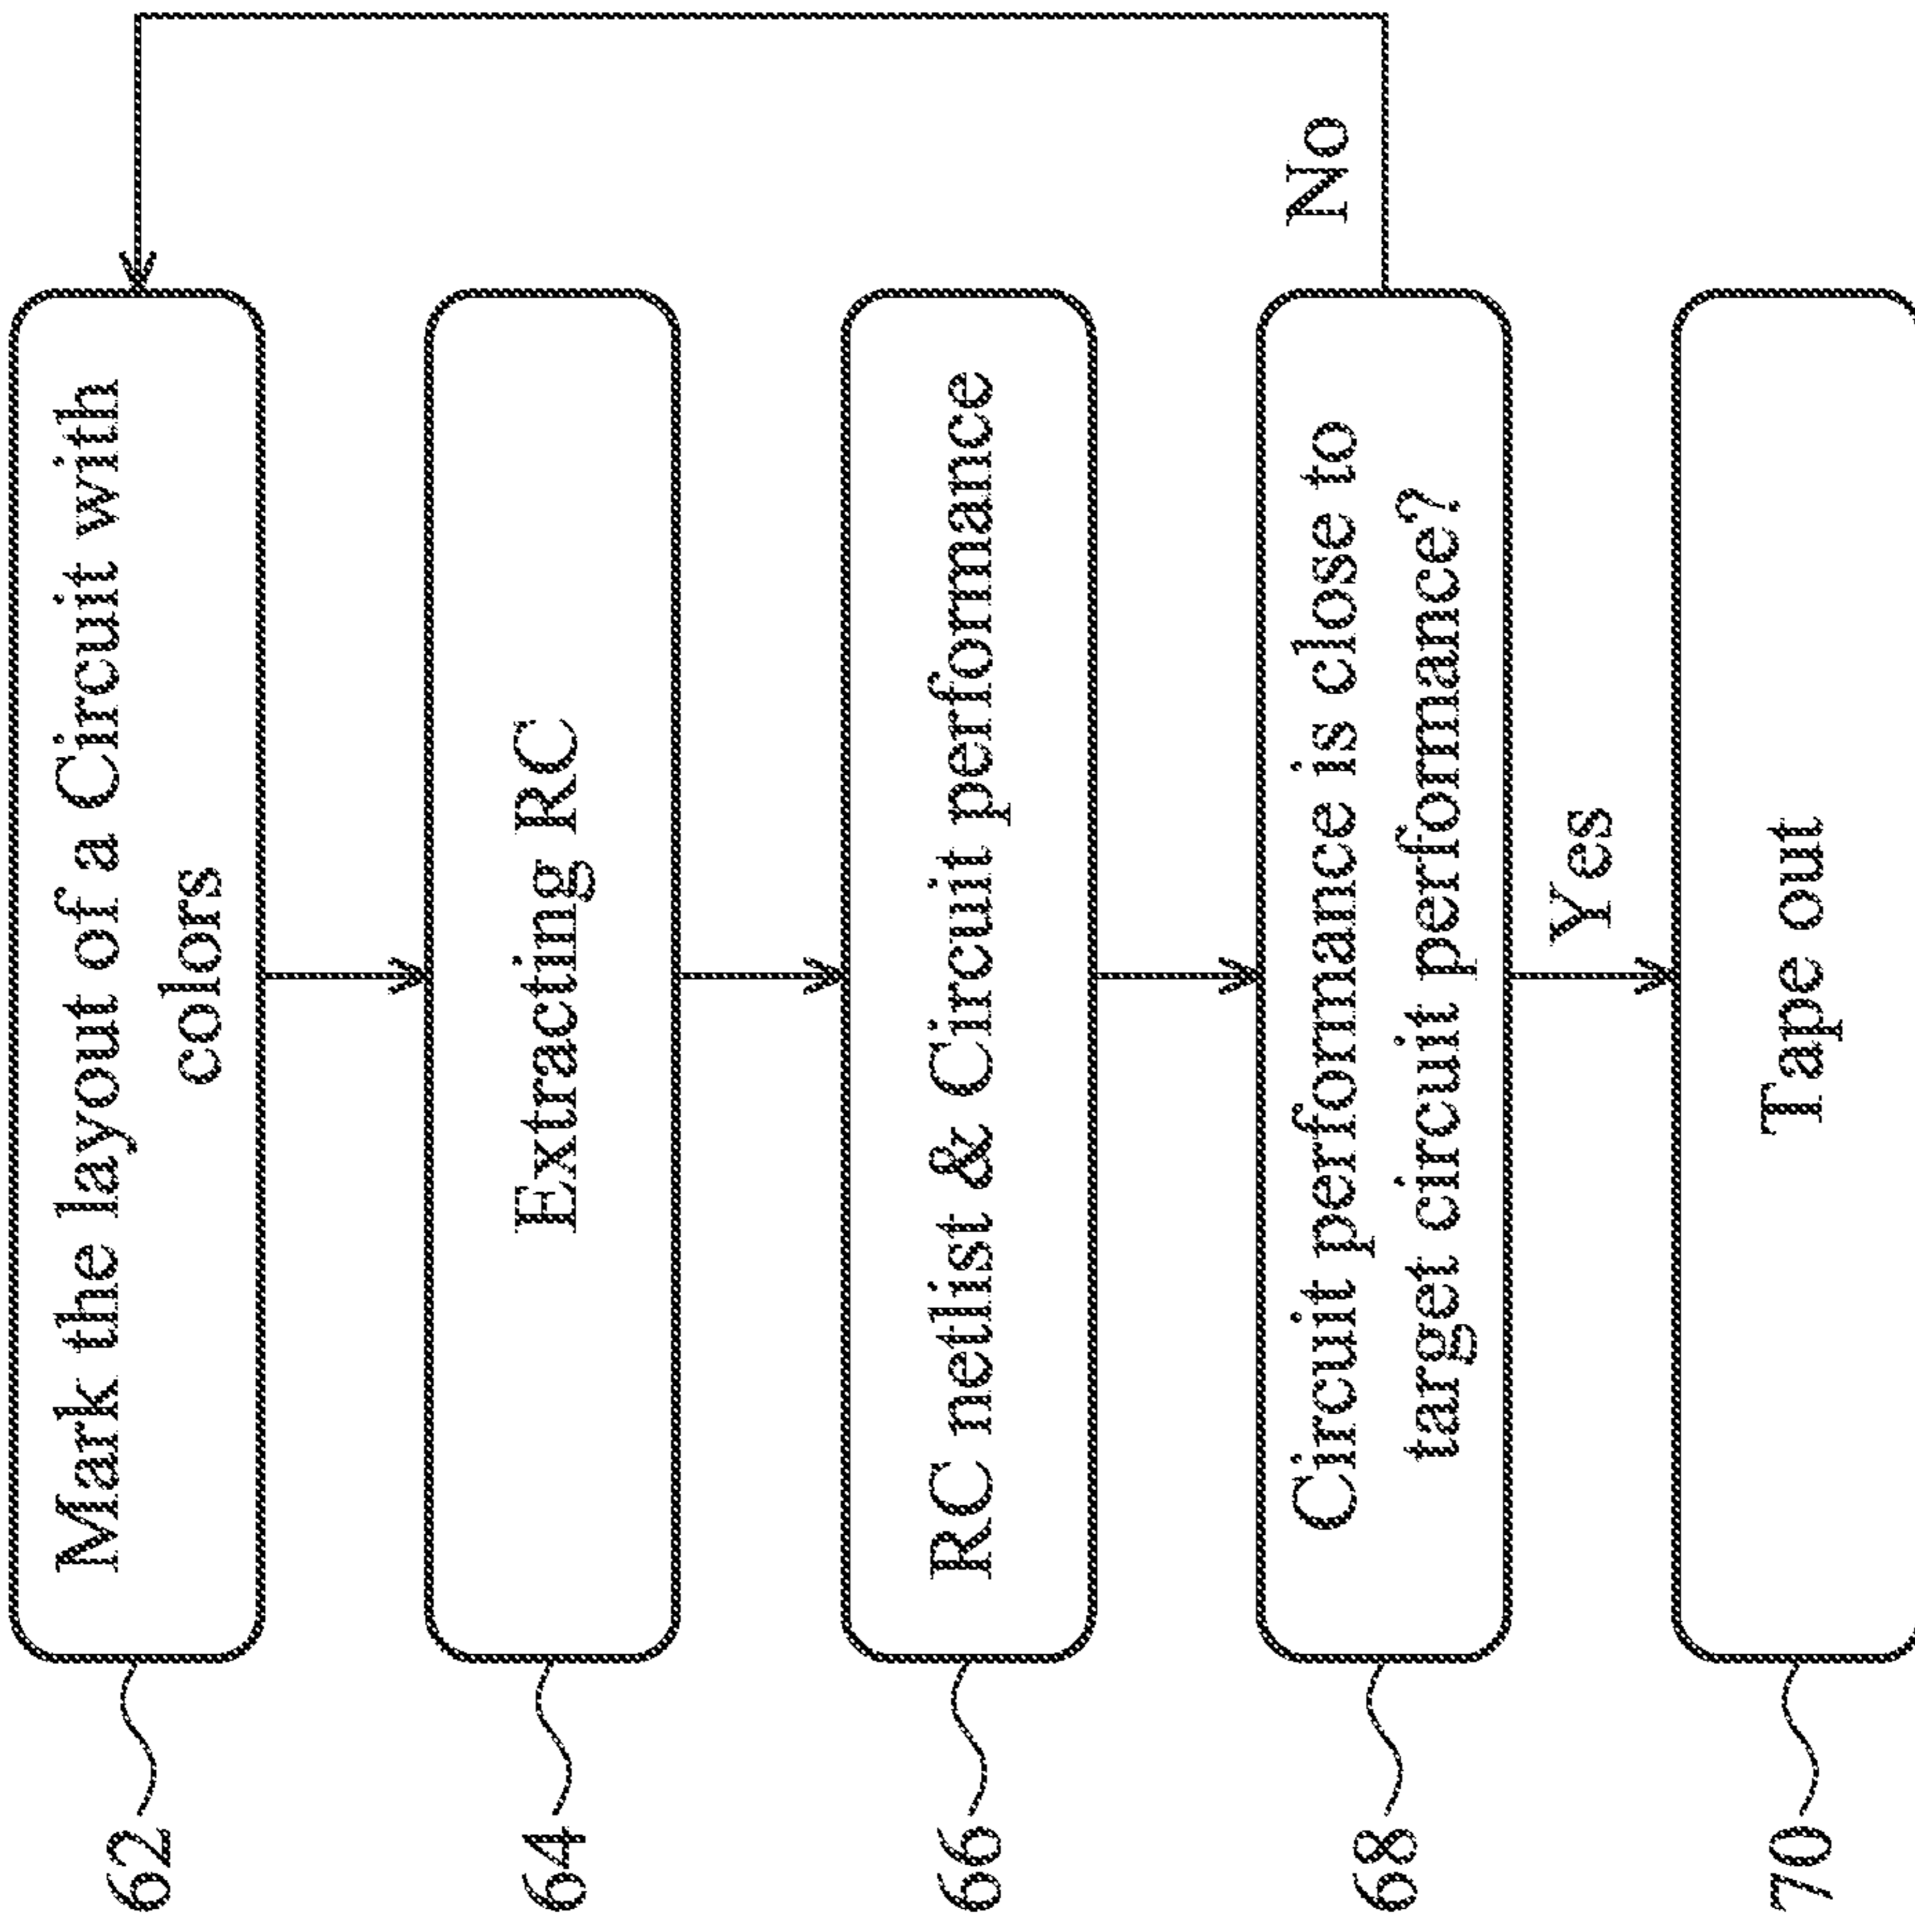 62
Mark the layout of a Circuit with
colors
64
Extracting RC
66
RC netlist & Circuit performance
68
Circuit performance is close to
target circuit performance?
No
Yes
70
Tape out